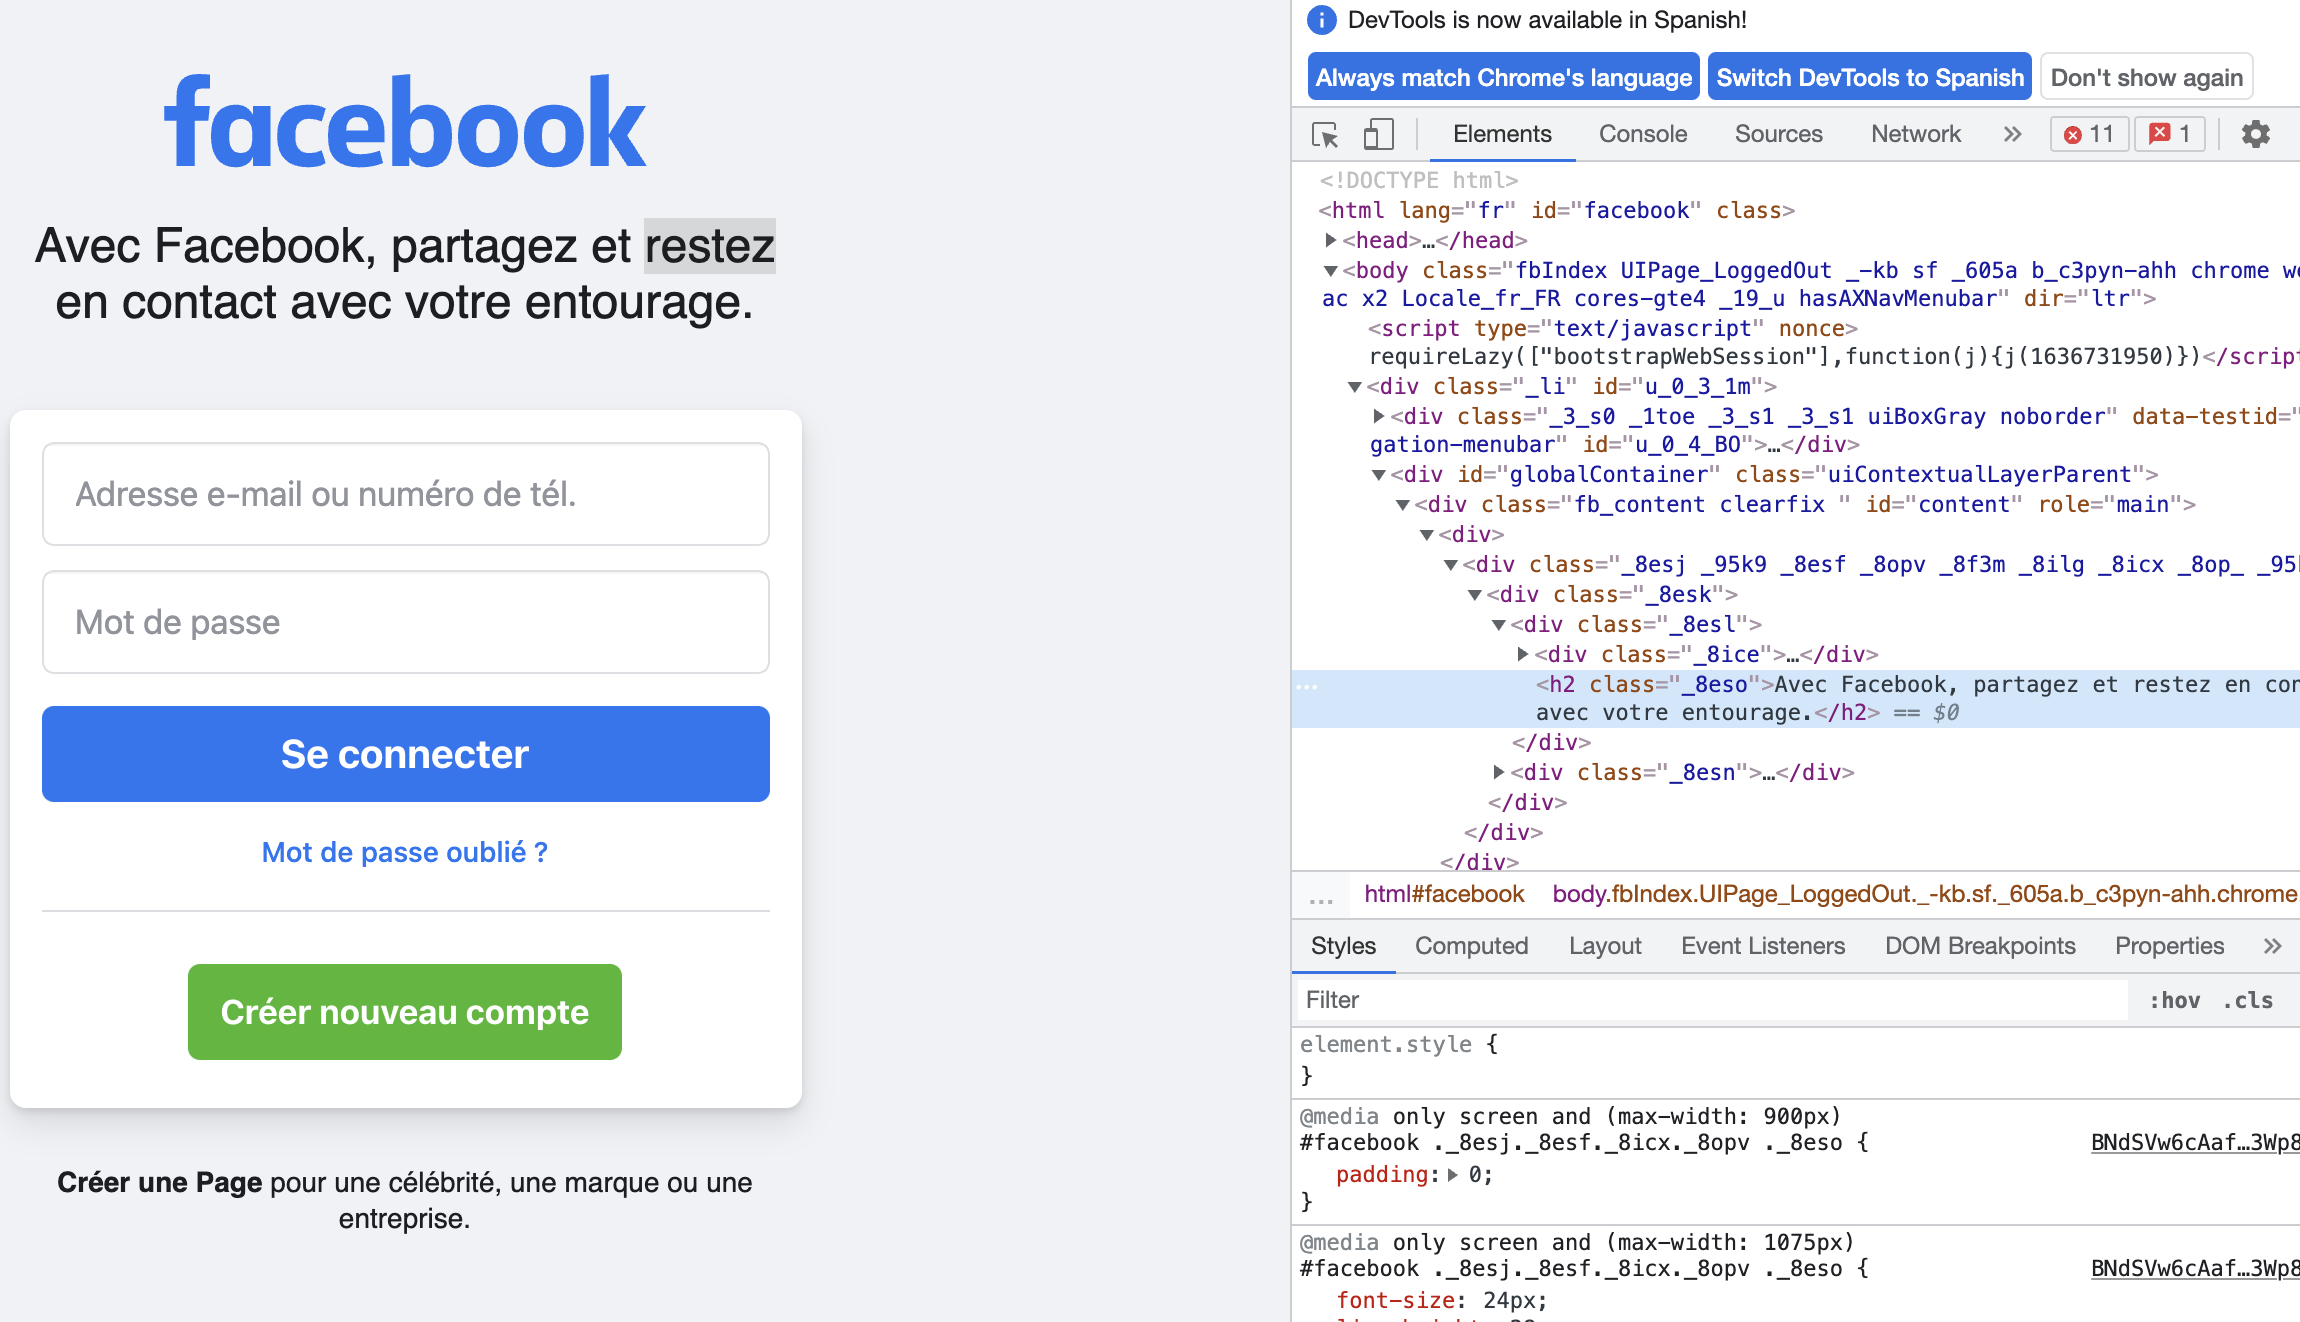 facebook
Avec Facebook, partagez et restez
en contact avec votre entourage.
Adresse e-mail ou numéro de tél.
Mot de passe
Se connecter
Mot de passe oublié ?
Créer nouveau compte
Créer une Page pour une célébrité, une marque ou une
entreprise.
DevTools is now available in Spanish!
Always match Chrome's language Switch DevTools to Spanish Don't show again
Elements Console Sources Network » 11 1
<!DOCTYPE html>
<html lang="fr" id="facebook" class>
<head>…</head>
<body class="fbIndex UIPage_LoggedOut _-kb sf _605a b_c3pyn-ahh chrome we
ac x2 Locale_fr_FR cores-gte4 _19_u hasAXNavMenubar" dir="ltr">
<script type="text/javascript" nonce>
requireLazy(["bootstrapWebSession"],function(j){j(1636731950)})</script
<div class="_li" id="u_0_3_1m">
<div class="_3_s0 _1toe _3_s1 _3_s1 uiBoxGray noborder" data-testid="
gation-menubar" id="u_0_4_BO">…</div>
<div id="globalContainer" class="uiContextualLayerParent">
<div class="fb_content clearfix " id="content" role="main">
<div>
<div class="_8esj _95k9 _8esf _8opv _8f3m _8ilg _8icx _8op_ _95
<div class="_8esk">
<div class="_8esl">
<div class="_8ice">…</div>
<h2 class="_8eso">Avec Facebook, partagez et restez en con
avec votre entourage.</h2> == $0
</div>
<div class="_8esn">…</div>
</div>
</div>
</div>
… html#facebook body.fbIndex.UIPage_LoggedOut._-kb.sf._605a.b_c3pyn-ahh.chrome.
Styles Computed Layout Event Listeners DOM Breakpoints Properties »
Filter :hov .cls
element.style {
}
@media only screen and (max-width: 900px)
#facebook ._8esj._8esf._8icx._8opv ._8eso { BNdSVw6cAaf…3Wp8
padding: 0;
}
@media only screen and (max-width: 1075px)
#facebook ._8esj._8esf._8icx._8opv ._8eso { BNdSVw6cAaf…3Wp8
font-size: 24px;